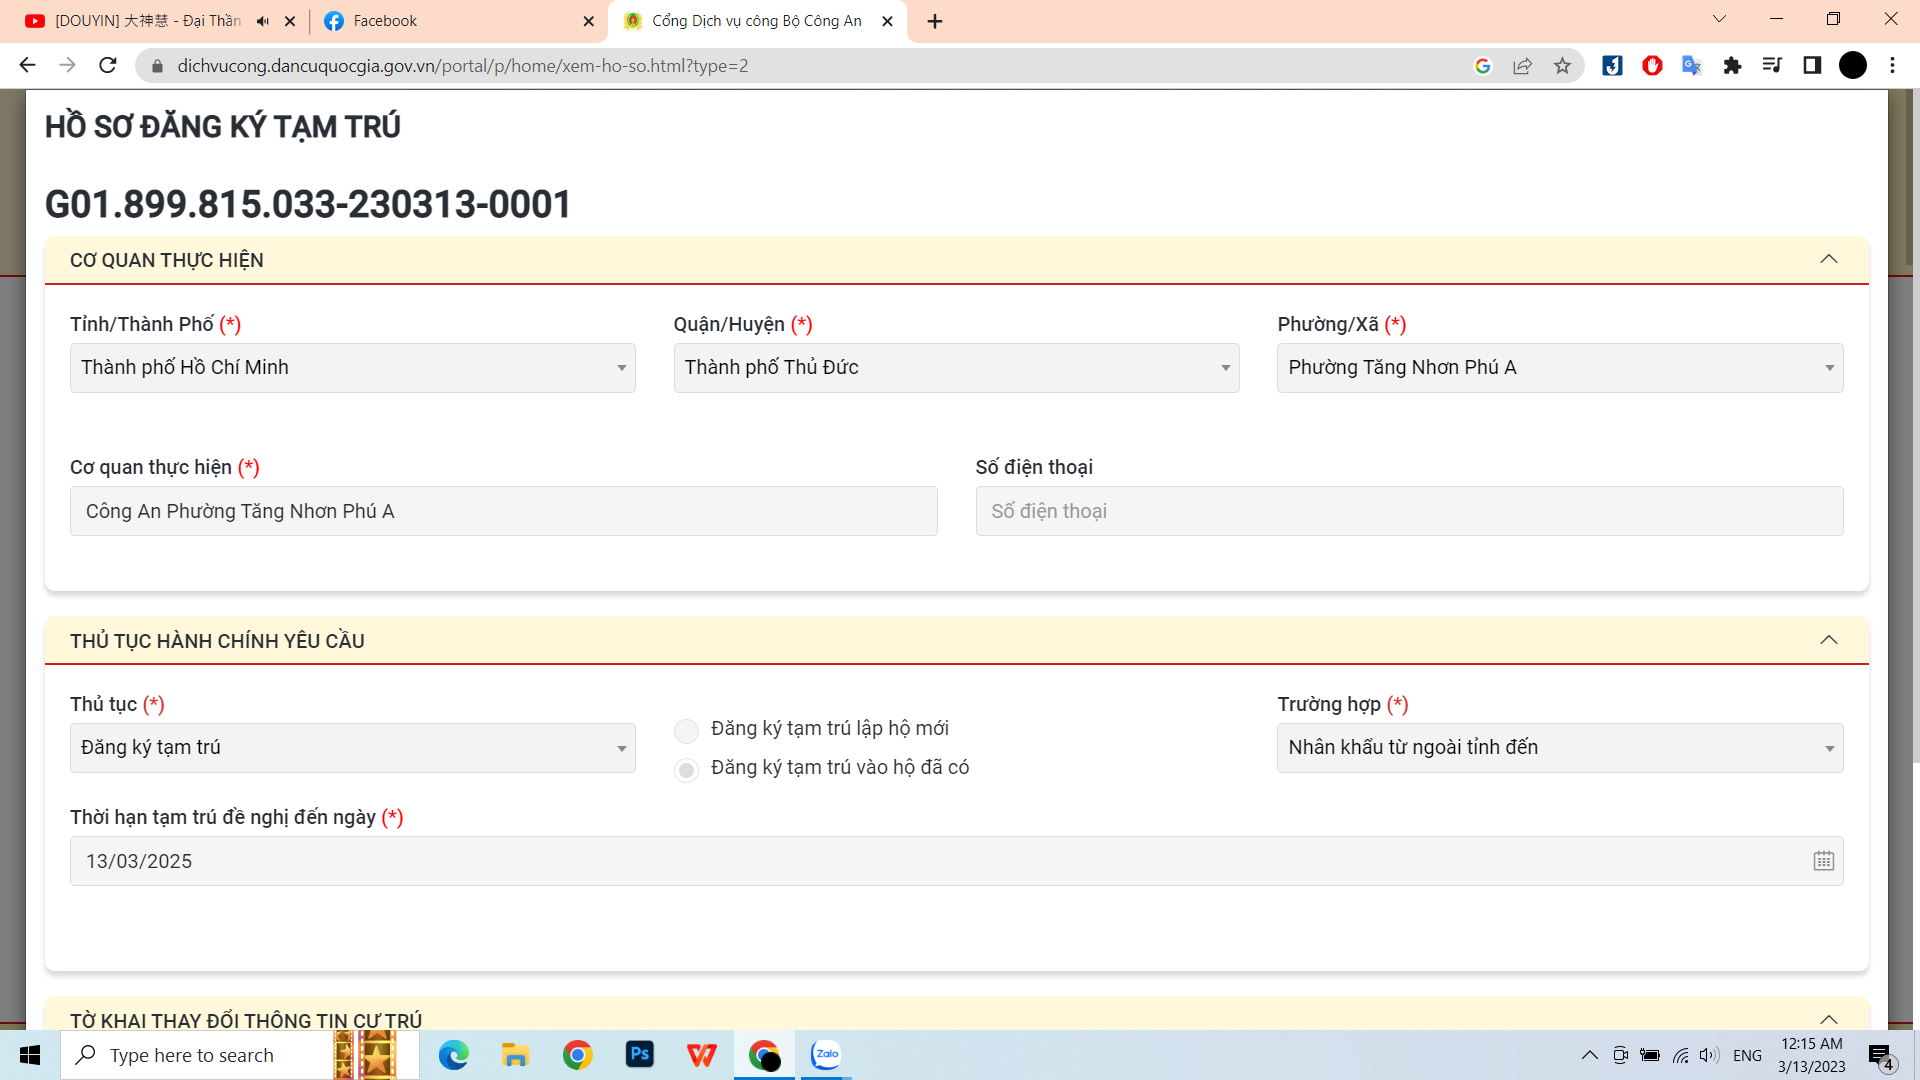 [DOUYIN] 大神慧 - Đại Thần
Facebook
Cổng Dịch vụ công Bộ Công An
dichvucong.dancuquocgia.gov.vn/portal/p/home/xem-ho-so.html?type=2
HỒ SƠ ĐĂNG KÝ TẠM TRÚ
G01.899.815.033-230313-0001
CƠ QUAN THỰC HIỆN
Tỉnh/Thành Phố (*) Quận/Huyện (*) Phường/Xã (*)
Thành phố Hồ Chí Minh Thành phố Thủ Đức Phường Tăng Nhơn Phú A
Cơ quan thực hiện (*) Số điện thoại
Công An Phường Tăng Nhơn Phú A Số điện thoại
THỦ TỤC HÀNH CHÍNH YÊU CẦU
Thủ tục (*) Trường hợp (*)
Đăng ký tạm trú Đăng ký tạm trú lập hộ mới Nhân khẩu từ ngoài tỉnh đến
Đăng ký tạm trú vào hộ đã có
Thời hạn tạm trú đề nghị đến ngày (*)
13/03/2025
TỜ KHAI THAY ĐỔI THÔNG TIN CƯ TRÚ
Type here to search
Ps
Zalo
ENG
12:15 AM
3/13/2023
4